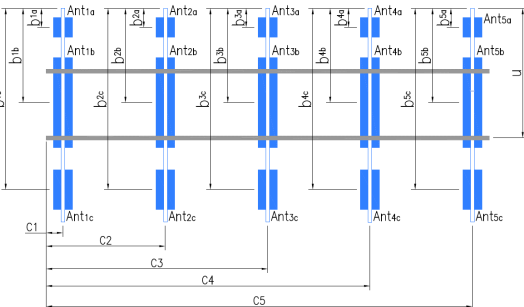 Ant1a Ant2a Ant3a Ant4a Ant5a
b1a b2a b3a b4a b5a
Ant1b Ant2b Ant3b Ant4b Ant5b
b1b b2b b3b b4b b5b
b2c b3c b4c b5c
Ant1c Ant2c Ant3c Ant4c Ant5c
C1
C2
C3
C4
C5